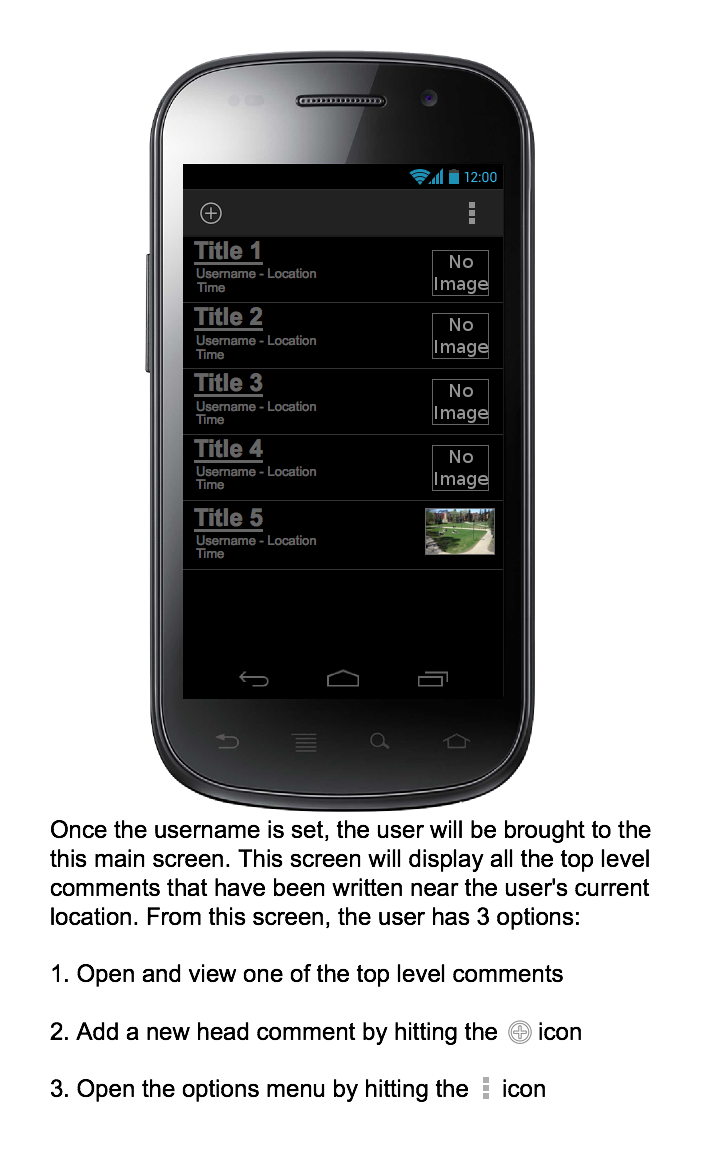 12:00
Title 1
Username - Location
Time
No
Image
Title 2
Username - Location
Time
No
Image
Title 3
Username - Location
Time
No
Image
Title 4
Username - Location
Time
No
Image
Title 5
Username - Location
Time
Once the username is set, the user will be brought to the
this main screen. This screen will display all the top level
comments that have been written near the user's current
location. From this screen, the user has 3 options:
1. Open and view one of the top level comments
2. Add a new head comment by hitting the icon
3. Open the options menu by hitting the icon